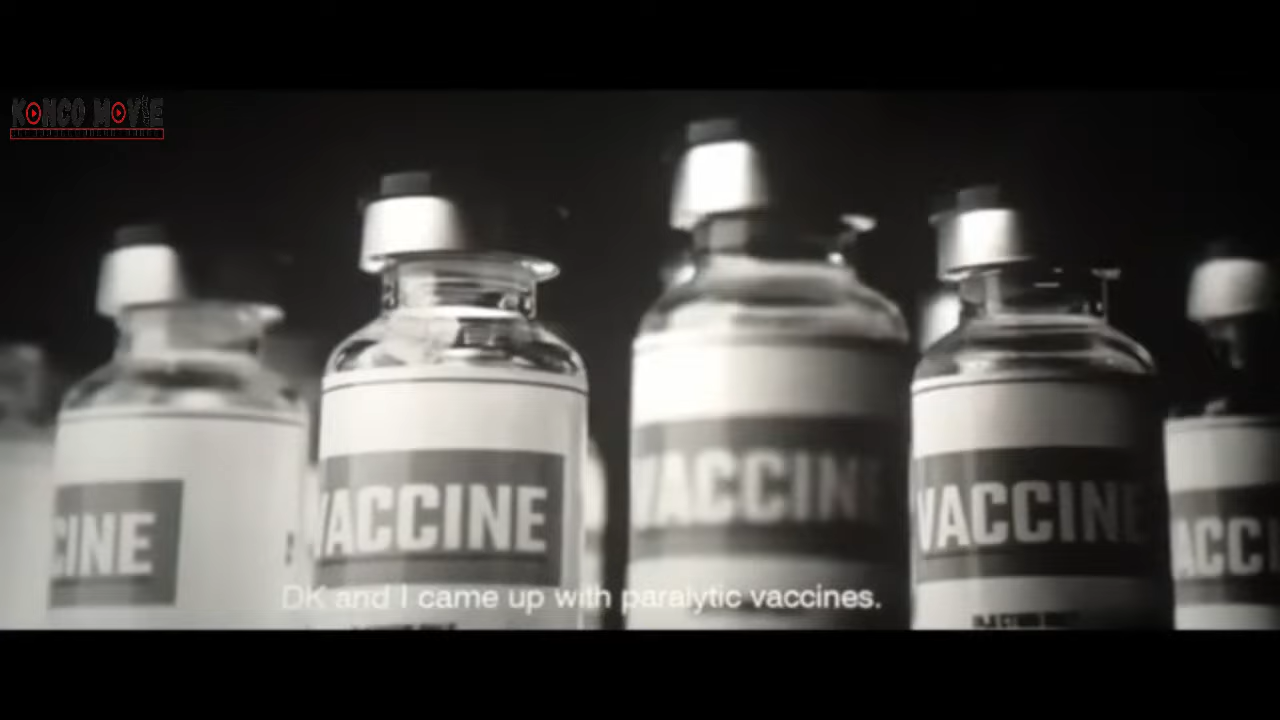 KONCO MOVIE
CINE
VACCINE
VACCINE
VACCINE
ACCI
DK and I came up with paralytic vaccines.